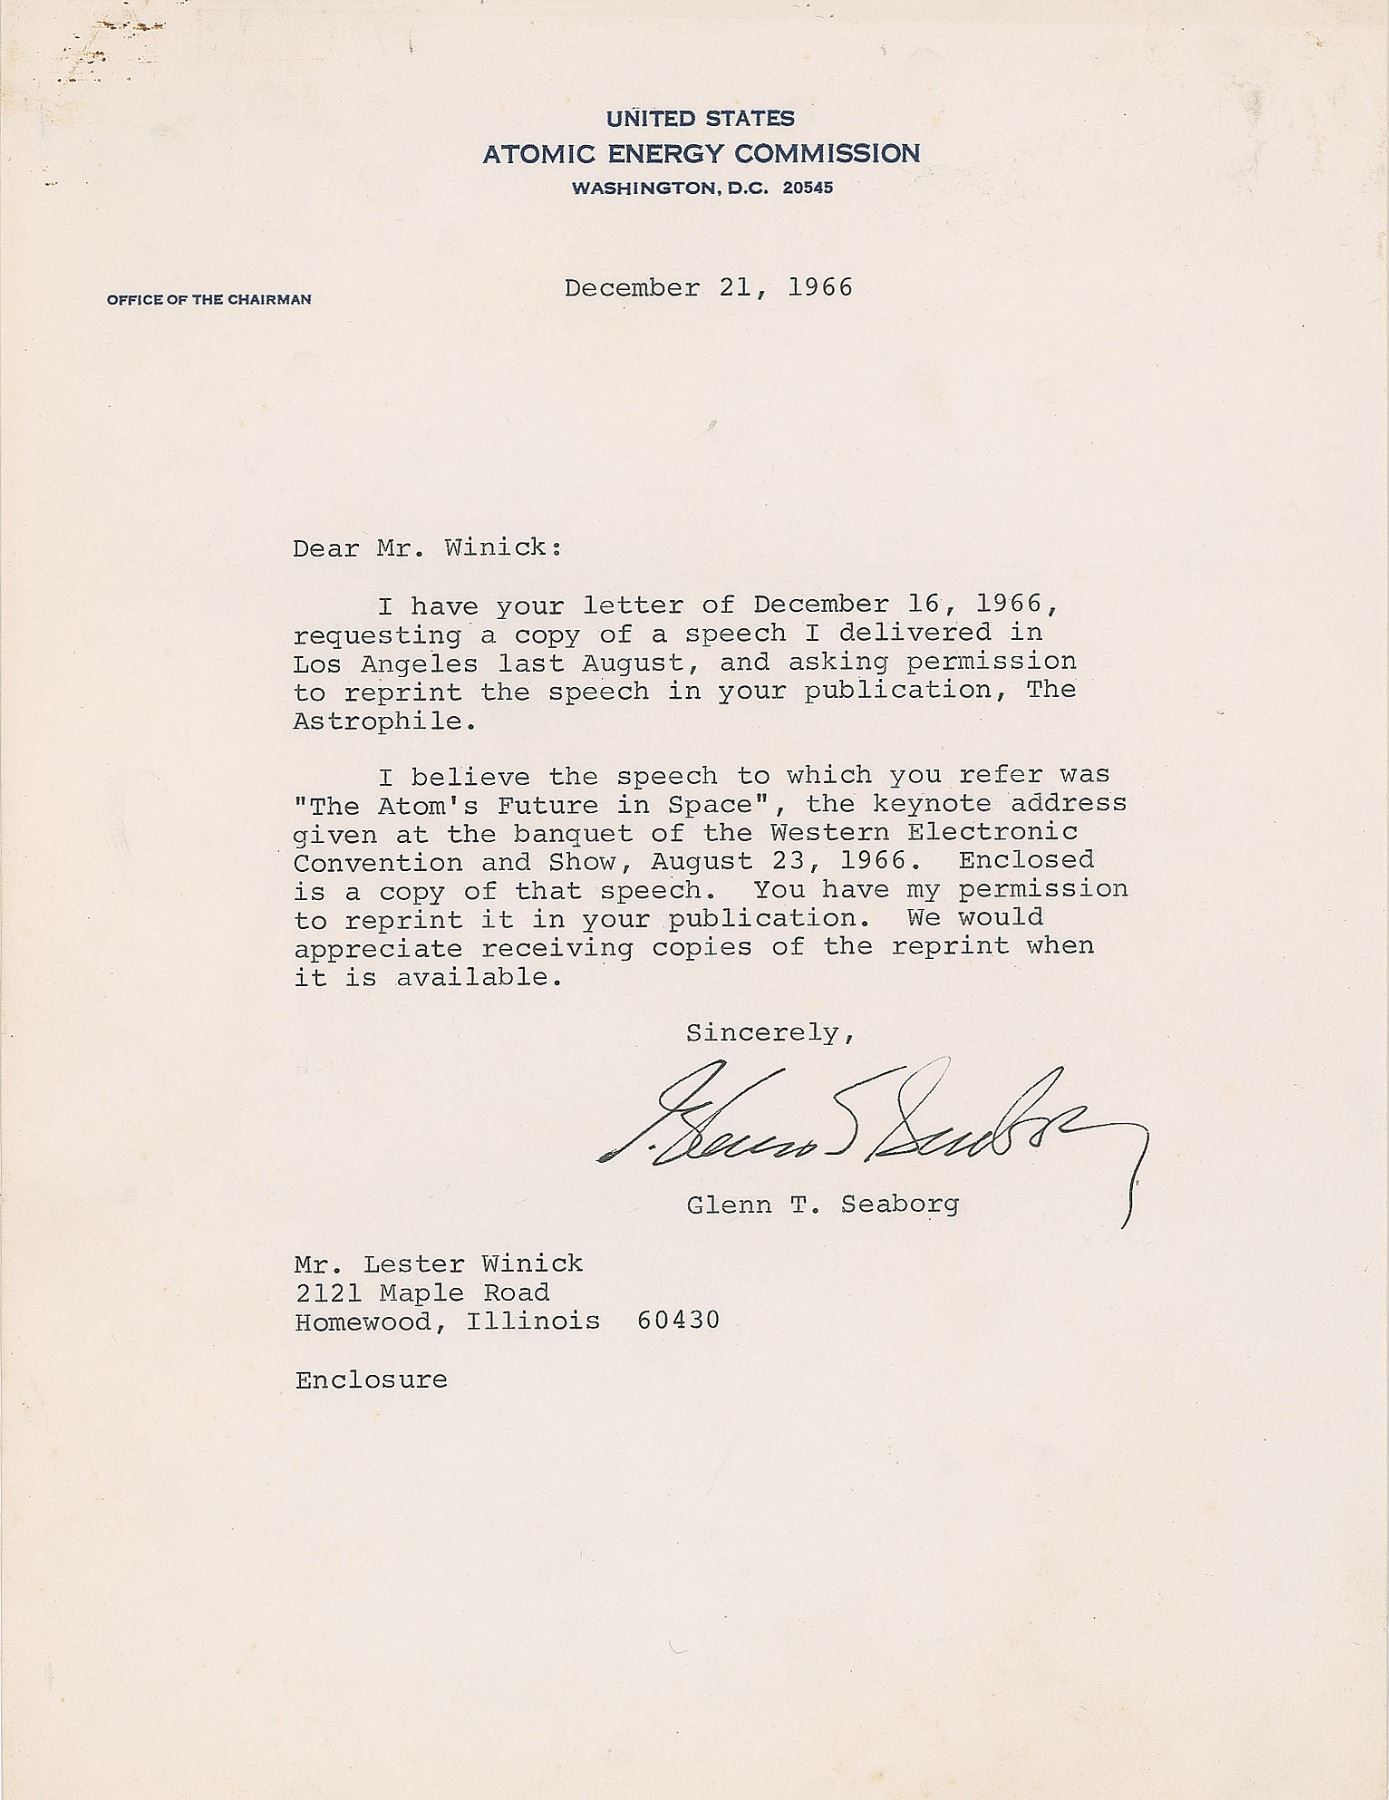 UNITED STATES
ATOMIC ENERGY COMMISSION
WASHINGTON, D.C. 20545
OFFICE OF THE CHAIRMAN
December 21, 1966
Dear Mr. Winick:
I have your letter of December 16, 1966,
requesting a copy of a speech I delivered in
Los Angeles last August, and asking permission
to reprint the speech in your publication, The
Astrophile.
I believe the speech to which you refer was
"The Atom's Future in Space", the keynote address
given at the banquet of the Western Electronic
Convention and Show, August 23, 1966. Enclosed
is a copy of that speech. You have my permission
to reprint it in your publication. We would
appreciate receiving copies of the reprint when
it is available.
Sincerely,
Glenn T. Seaborg
Glenn T. Seaborg
Mr. Lester Winick
2121 Maple Road
Homewood, Illinois 60430
Enclosure